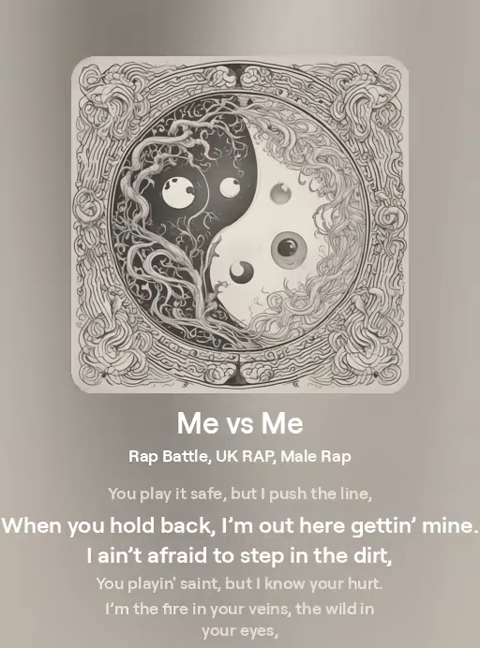 Me vs Me
Rap Battle, UK RAP, Male Rap
You play it safe, but I push the line,
When you hold back, I’m out here gettin’ mine.
I ain’t afraid to step in the dirt,
You playin' saint, but I know your hurt.
I’m the fire in your veins, the wild in
your eyes,